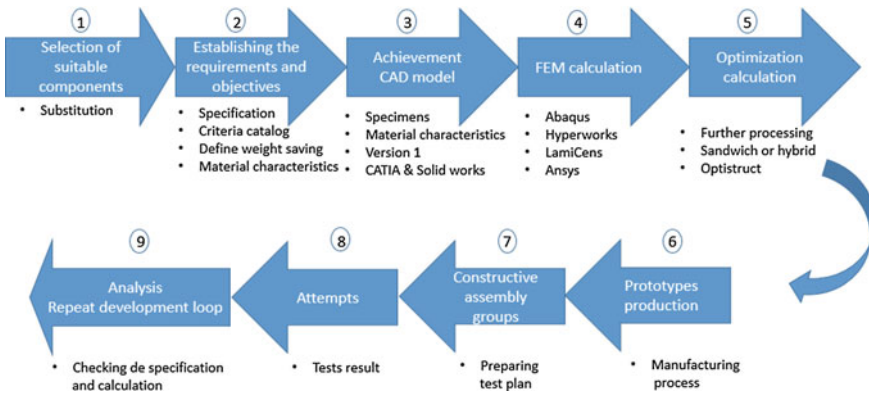 1
Selection of
suitable
components
• Substitution
2
Establishing the
requirements and
objectives
• Specification
• Criteria catalog
• Define weight saving
• Material characteristics
3
Achievement
CAD model
• Specimens
• Material characteristics
• Version 1
• CATIA & Solid works
4
FEM calculation
• Abaqus
• Hyperworks
• LamiCens
• Ansys
5
Optimization
calculation
• Further processing
• Sandwich or hybrid
• Optistruct
6
Prototypes
production
• Manufacturing
process
7
Constructive
assembly
groups
• Preparing
test plan
8
Attempts
• Tests result
9
Analysis
Repeat development loop
• Checking de specification
and calculation